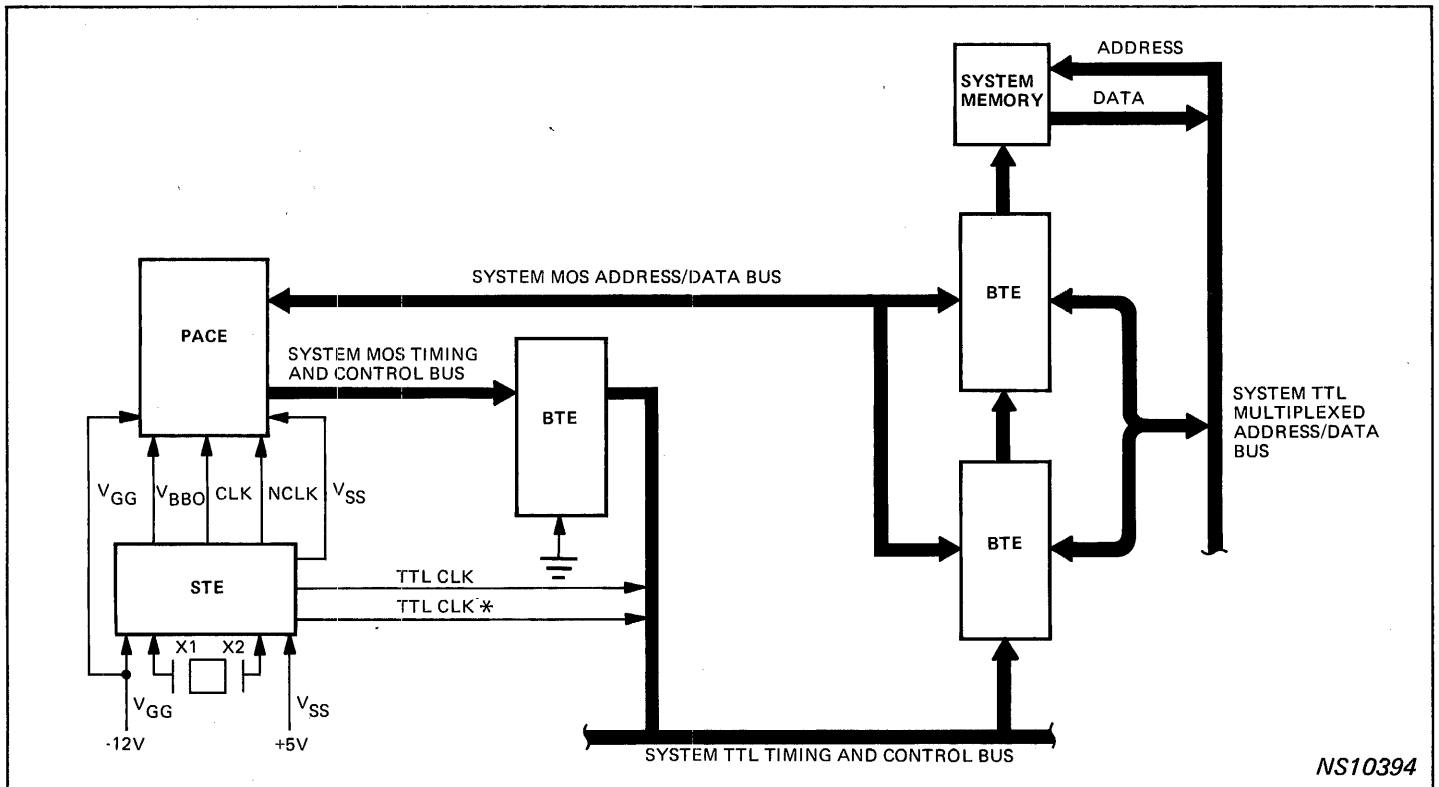 ADDRESS
SYSTEM
MEMORY
DATA
SYSTEM MOS ADDRESS/DATA BUS
BTE
PACE
SYSTEM MOS TIMING
AND CONTROL BUS
BTE
SYSTEM TTL
MULTIPLEXED
ADDRESS/DATA
BUS
VGG
VBBO
CLK
NCLK
VSS
BTE
STE
TTL CLK
TTL CLK *
X1
X2
VGG
VSS
-12V
+5V
SYSTEM TTL TIMING AND CONTROL BUS
NS10394